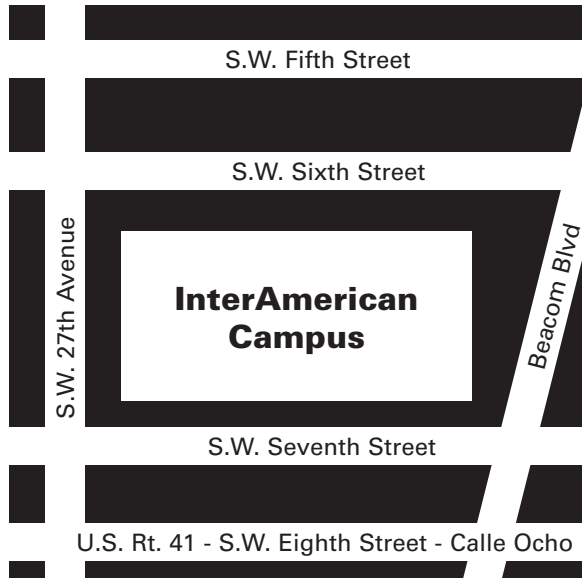 S.W. Fifth Street
S.W. Sixth Street
S.W. 27th Avenue
InterAmerican
Campus
Beacom Blvd
S.W. Seventh Street
U.S. Rt. 41 - S.W. Eighth Street - Calle Ocho